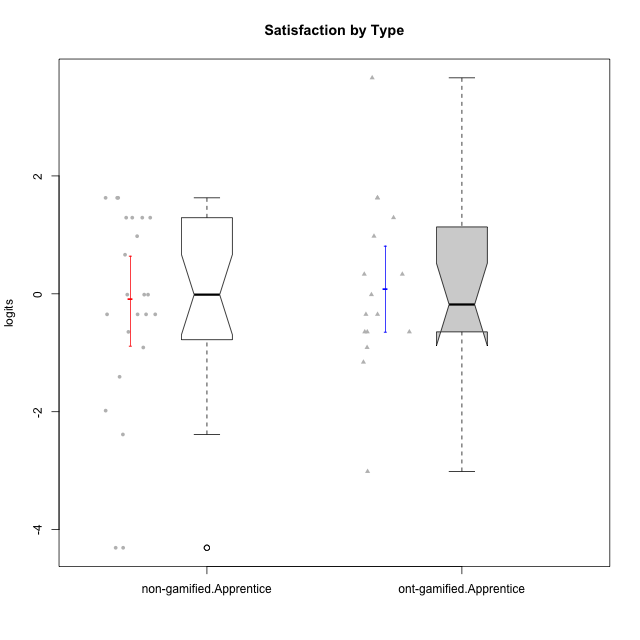 Satisfaction by Type
logits
2
0
-2
-4
non-gamified.Apprentice
ont-gamified.Apprentice